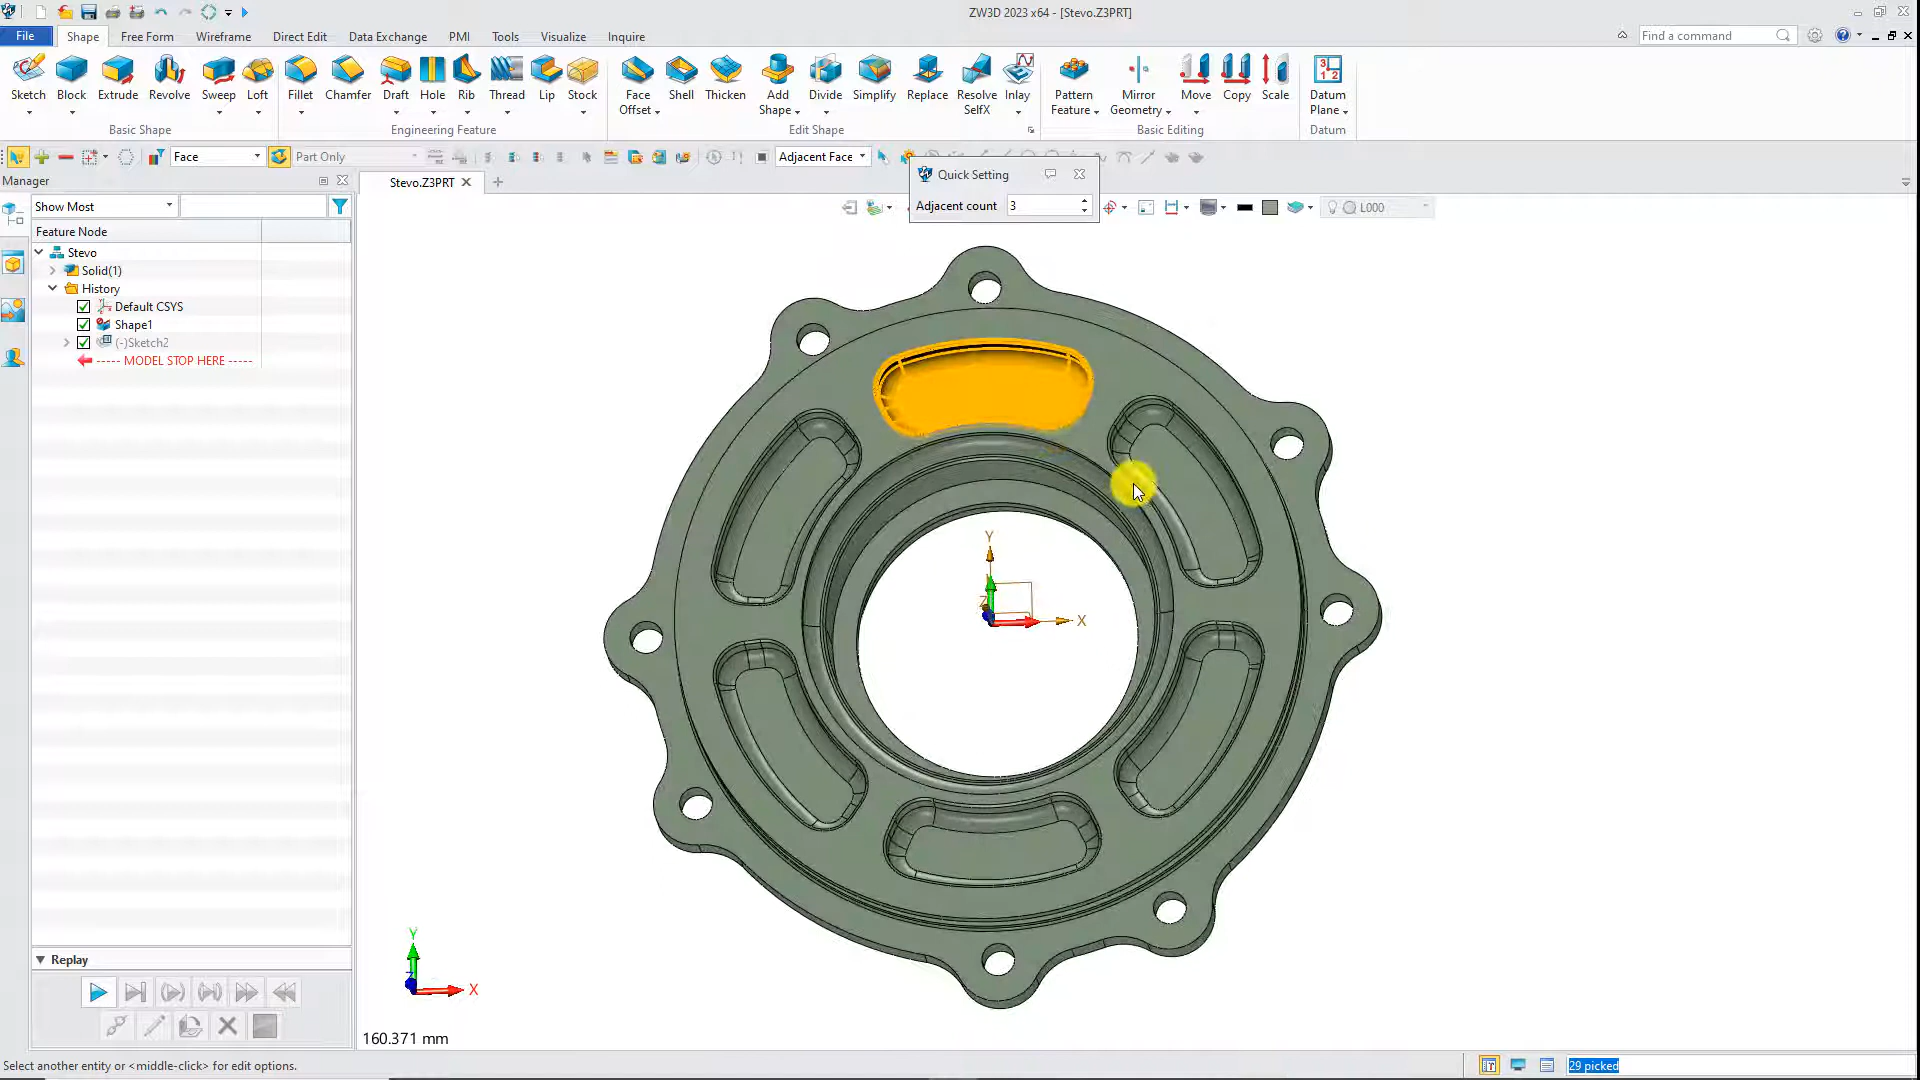 ZW3D 2023 x64 - [Stevo.Z3PRT]
File Shape Free Form Wireframe Direct Edit Data Exchange PMI Tools Visualize Inquire Find a command
Sketch Block Extrude Revolve Sweep Loft Fillet Chamfer Draft Hole Rib Thread Lip Stock Face Offset Shell Thicken Add Shape Divide Simplify Replace Resolve SelfX Inlay Pattern Feature Mirror Geometry Move Copy Scale Datum Plane
Basic Shape Engineering Feature Edit Shape Basic Editing Datum
Face Part Only Adjacent Face
Manager Stevo.Z3PRT Quick Setting
Show Most Adjacent count 3 L000
Feature Node
Stevo
Solid(1)
History
Default CSYS
Shape1
(-)Sketch2
----- MODEL STOP HERE -----
Y
Z X
Replay
Y
Z X
160.371 mm
Select another entity or <middle-click> for edit options. 29 picked